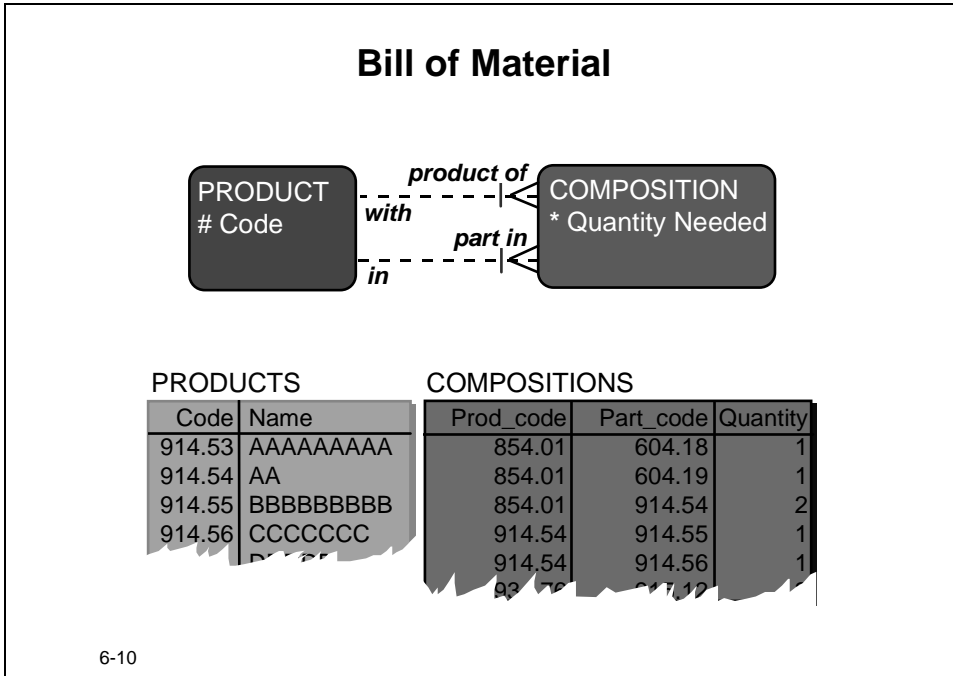 Bill of Material
product of
PRODUCT
# Code
with
COMPOSITION
* Quantity Needed
part in
in
PRODUCTS
Code Name
914.53 AAAAAAAAA
914.54 AA
914.55 BBBBBBBBB
914.56 CCCCCCC
COMPOSITIONS
Prod_code Part_code Quantity
854.01 604.18 1
854.01 604.19 1
854.01 914.54 2
914.54 914.55 1
914.54 914.56 1
6-10